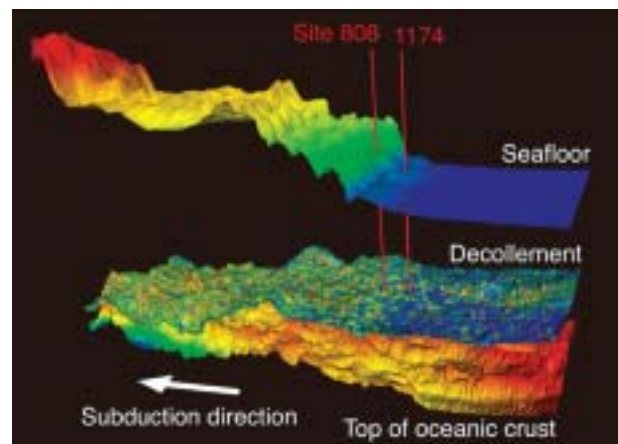 Site 808 1174
Seafloor
Decollement
Subduction direction
Top of oceanic crust